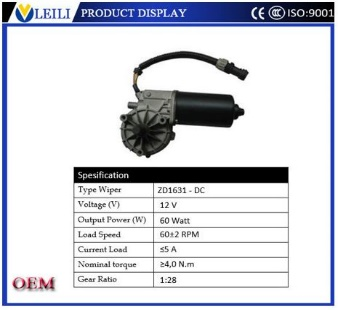 LEILI PRODUCT DISPLAY CE CCC ISO:9001
Spesification
Type Wiper ZD1631 - DC
Voltage (V) 12 V
Output Power (W) 60 Watt
Load Speed 60±2 RPM
Current Load ≤5 A
Nominal torque ≥4,0 N.m
Gear Ratio 1:28
OEM